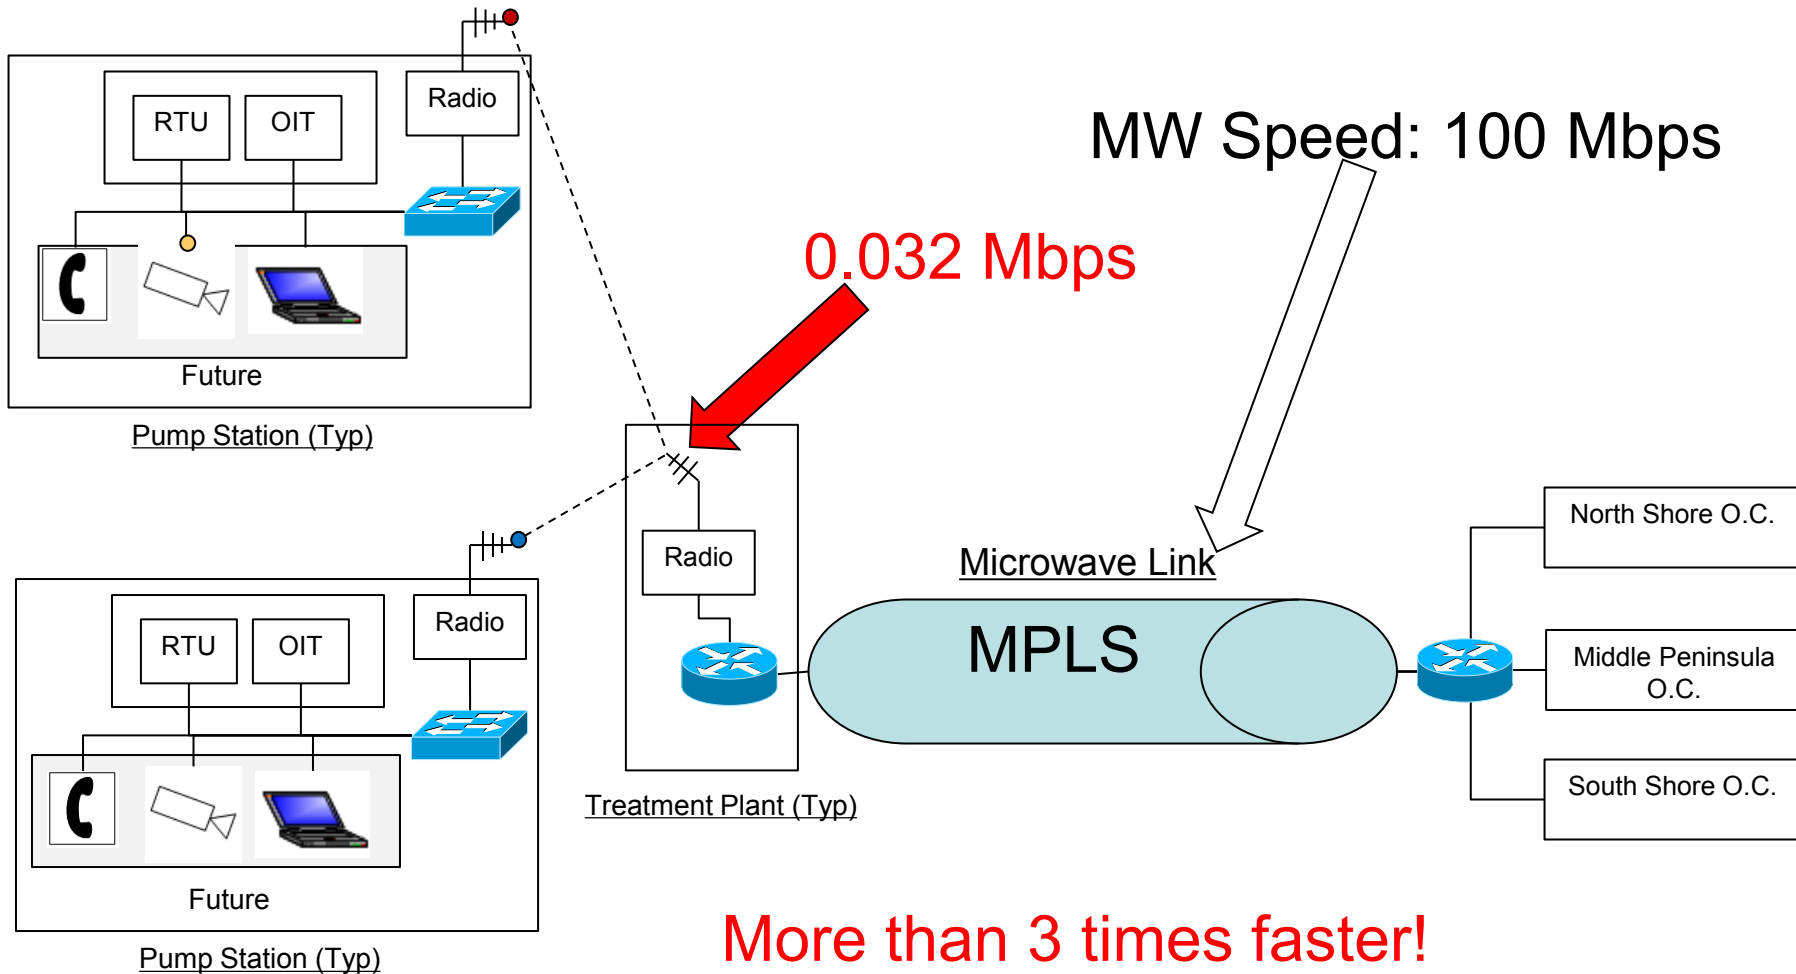 Radio
RTU
OIT
Future
Pump Station (Typ)
MW Speed: 100 Mbps
0.032 Mbps
Radio
RTU
OIT
Future
Pump Station (Typ)
Radio
Treatment Plant (Typ)
Microwave Link
MPLS
North Shore O.C.
Middle Peninsula
O.C.
South Shore O.C.
More than 3 times faster!